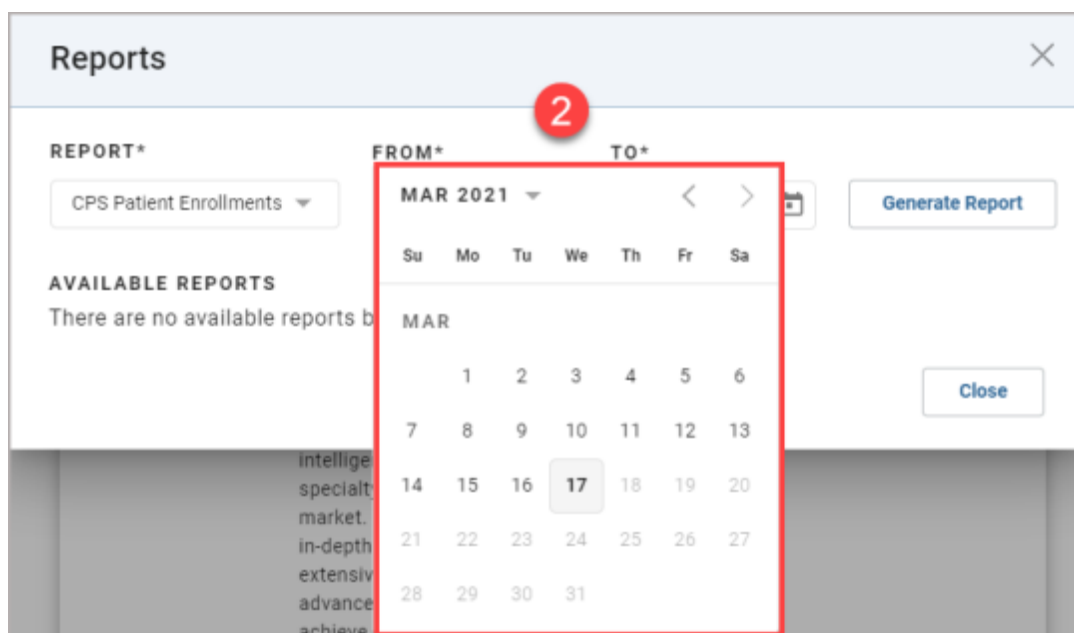 Reports
2
REPORT*
FROM*
TO*
CPS Patient Enrollments
MAR 2021
Generate Report
Su Mo Tu We Th Fr Sa
AVAILABLE REPORTS
There are no available reports b
MAR
1 2 3 4 5 6
Close
7 8 9 10 11 12 13
intellige
14 15 16 17 18 19 20
specialt
market.
21 22 23 24 25 26 27
in-depth
extensiv
28 29 30 31
advance
achieve